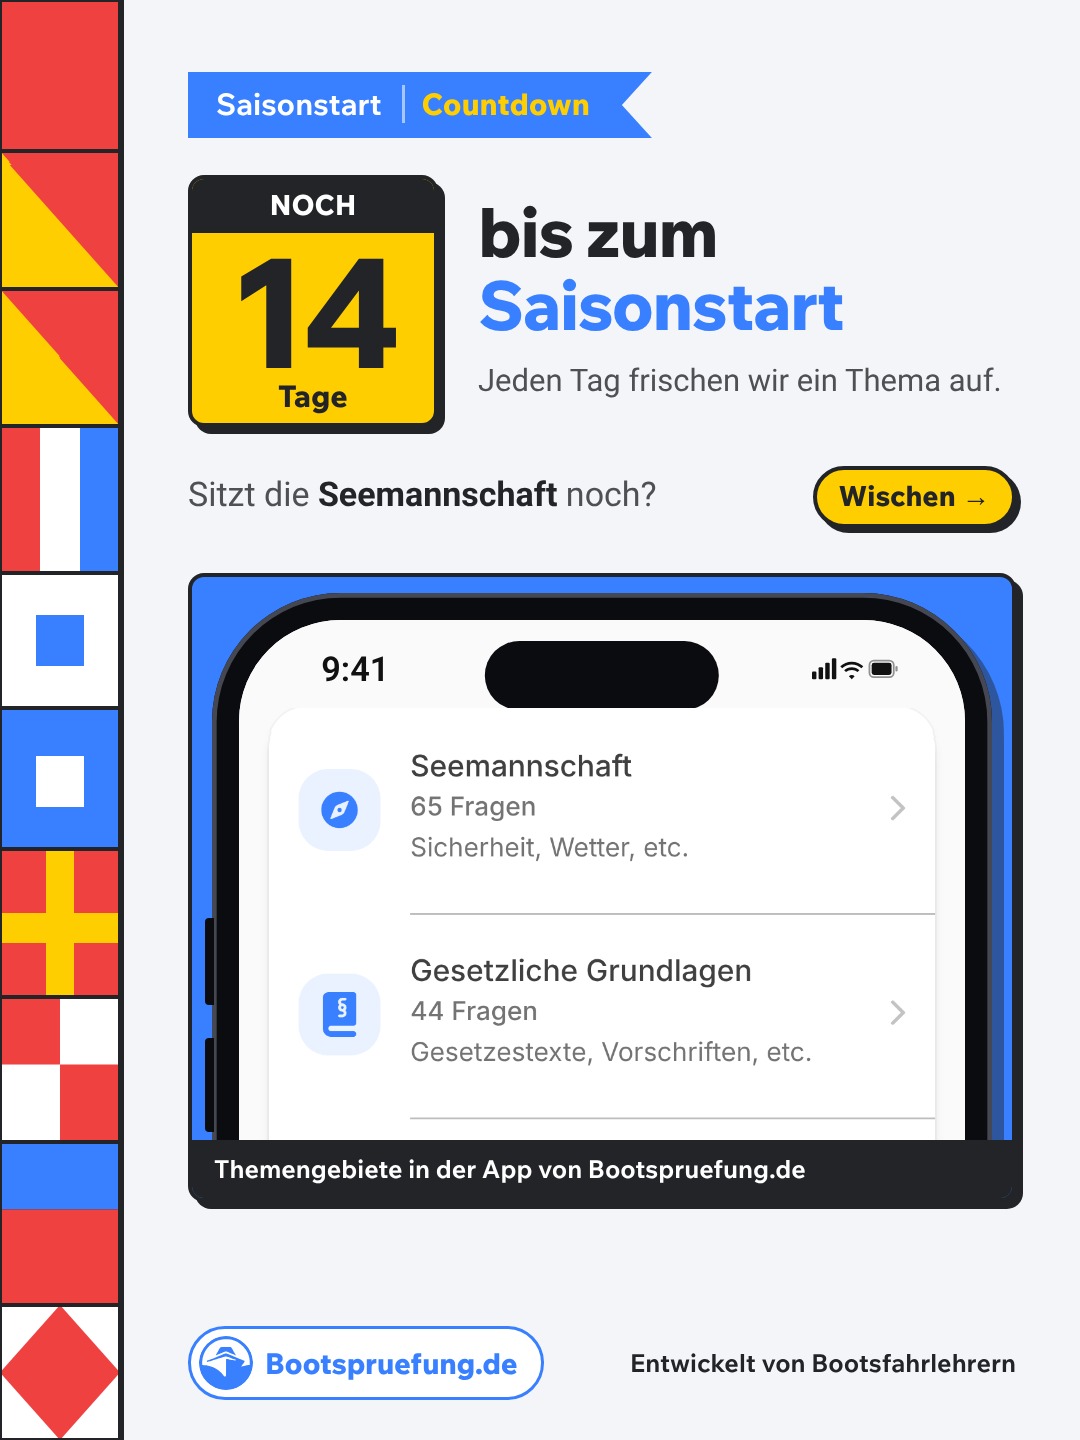 Saisonstart Countdown
NOCH
14
Tage
bis zum
Saisonstart
Jeden Tag frischen wir ein Thema auf.
Sitzt die Seemannschaft noch?
Wischen →
9:41
Seemannschaft
65 Fragen
Sicherheit, Wetter, etc.
§
Gesetzliche Grundlagen
44 Fragen
Gesetzestexte, Vorschriften, etc.
Themengebiete in der App von Bootspruefung.de
Bootspruefung.de
Entwickelt von Bootsfahrlehrern